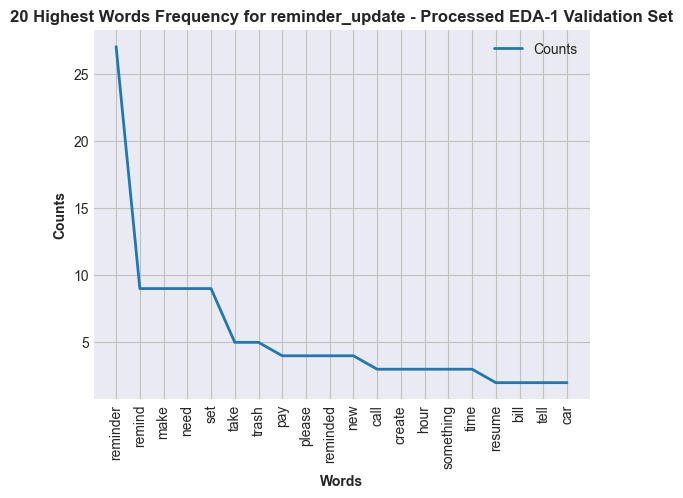 20 Highest Words Frequency for reminder_update - Processed EDA-1 Validation Set
Counts
25
20
15
10
5
Counts
reminder
remind
make
need
set
take
trash
pay
please
reminded
new
call
create
hour
something
time
resume
bill
tell
car
Words